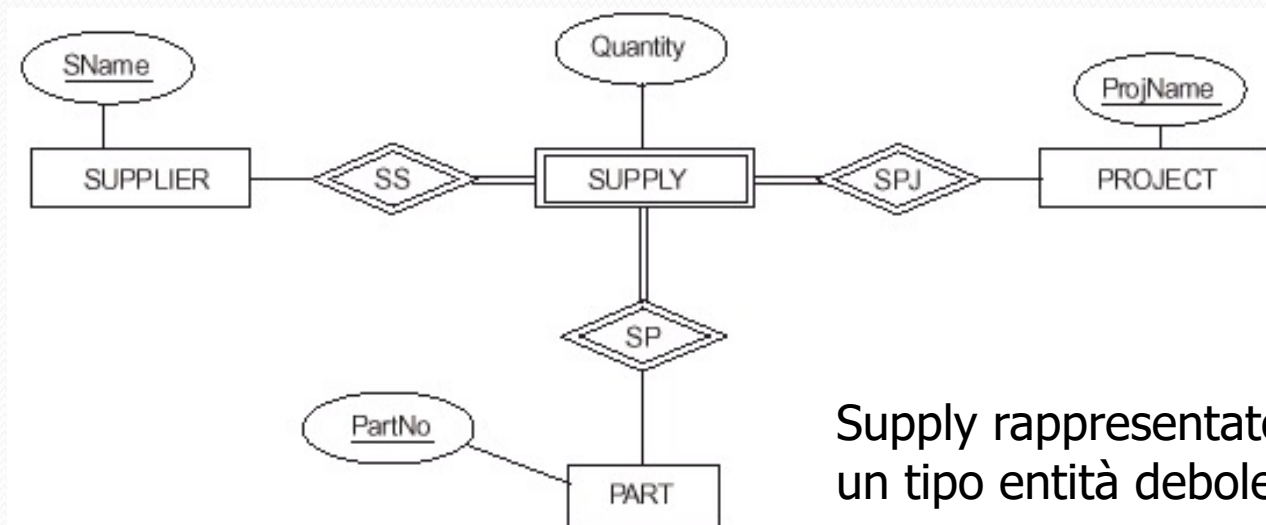 SName
Quantity
ProjName
SUPPLIER
SS
SUPPLY
SPJ
PROJECT
SP
PartNo
PART
Supply rappresentato
un tipo entità debole